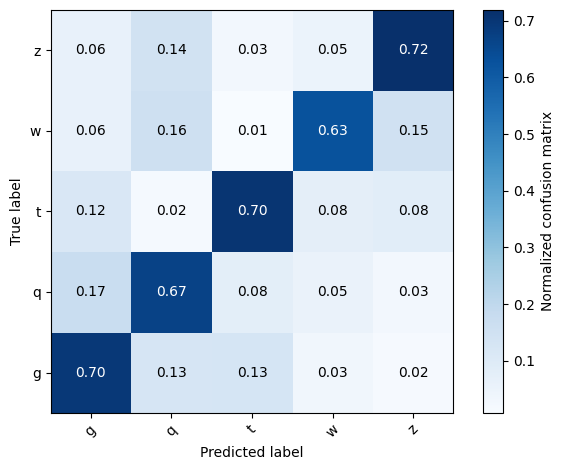 z 0.06 0.14 0.03 0.05 0.72
w 0.06 0.16 0.01 0.63 0.15
t 0.12 0.02 0.70 0.08 0.08
q 0.17 0.67 0.08 0.05 0.03
g 0.70 0.13 0.13 0.03 0.02
g q t w z
Predicted label
True label
0.7
0.6
0.5
0.4
0.3
0.2
0.1
Normalized confusion matrix